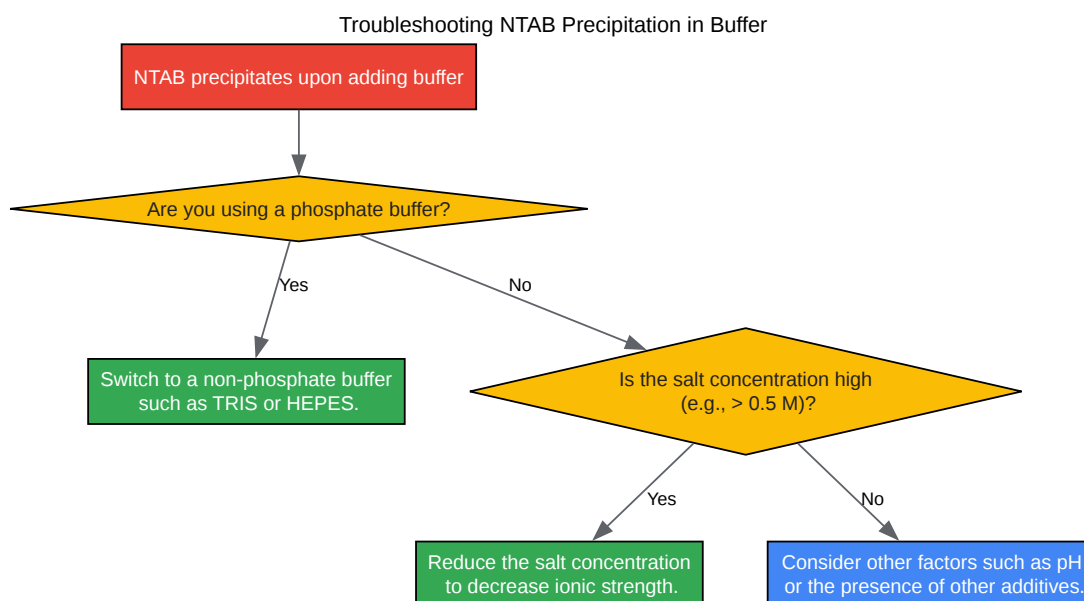 Troubleshooting NTAB Precipitation in Buffer
NTAB precipitates upon adding buffer
Are you using a phosphate buffer?
Yes
No
Switch to a non-phosphate buffer
such as TRIS or HEPES.
Is the salt concentration high
(e.g., > 0.5 M)?
Yes
No
Reduce the salt concentration
to decrease ionic strength.
Consider other factors such as pH
or the presence of other additives.